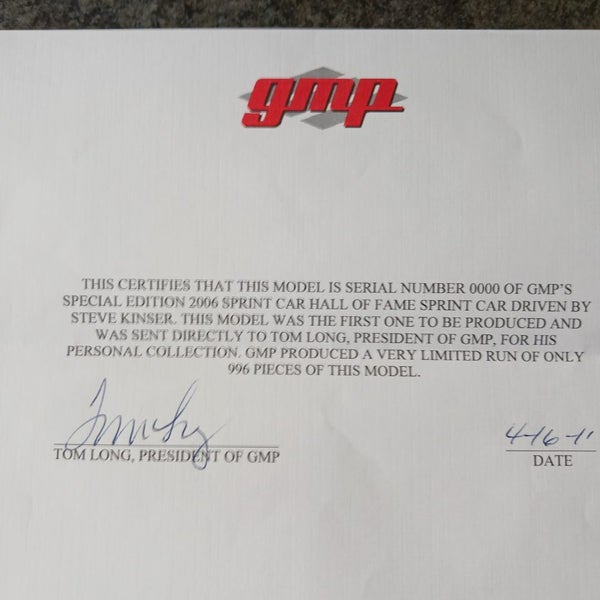 gmp
THIS CERTIFIES THAT THIS MODEL IS SERIAL NUMBER 0000 OF GMP'S
SPECIAL EDITION 2006 SPRINT CAR HALL OF FAME SPRINT CAR DRIVEN BY
STEVE KINSER. THIS MODEL WAS THE FIRST ONE TO BE PRODUCED AND
WAS SENT DIRECTLY TO TOM LONG, PRESIDENT OF GMP, FOR HIS
PERSONAL COLLECTION. GMP PRODUCED A VERY LIMITED RUN OF ONLY
996 PIECES OF THIS MODEL.
TOM LONG, PRESIDENT OF GMP
DATE